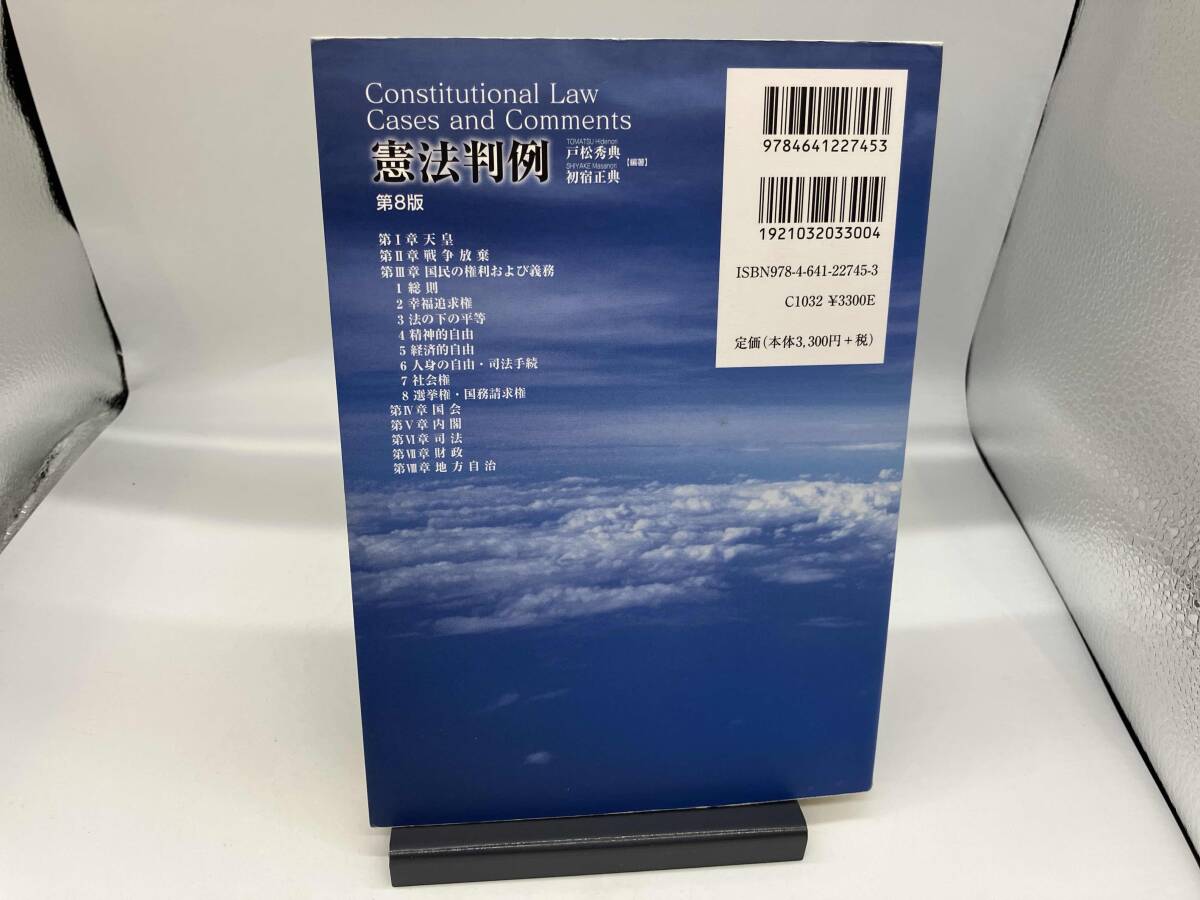 Constitutional Law
Cases and Comments
憲法判例
TOMATSU Hidenori
戸松秀典
SHIYAKE Masanori
初宿正典
【編著】
第8版
第Ⅰ章 天皇
第Ⅱ章 戦争放棄
第Ⅲ章 国民の権利および義務
1 総則
2 幸福追求権
3 法の下の平等
4 精神的自由
5 経済的自由
6 人身の自由・司法手続
7 社会権
8 選挙権・国務請求権
第Ⅳ章 国会
第Ⅴ章 内閣
第Ⅵ章 司法
第Ⅶ章 財政
第Ⅷ章 地方自治
9784641227453
1921032033004
ISBN978-4-641-22745-3
C1032 ¥3300E
定価(本体3,300円+税)